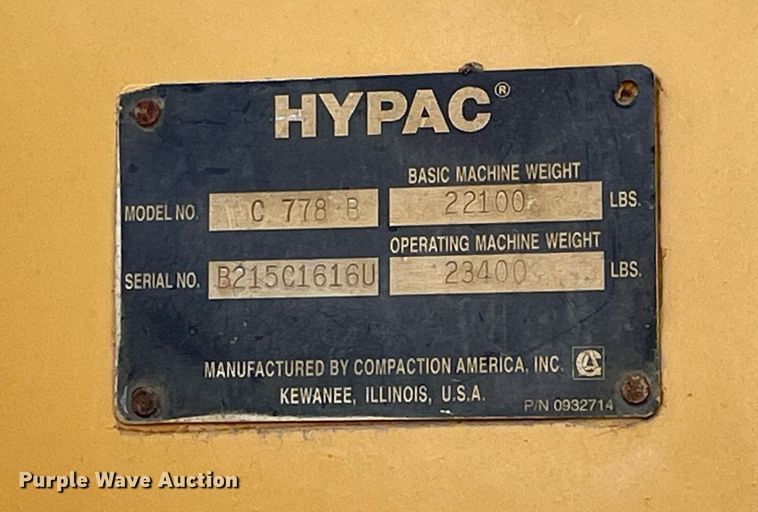 HYPAC®
BASIC MACHINE WEIGHT
MODEL NO. C 778 B 22100 LBS.
OPERATING MACHINE WEIGHT
SERIAL NO. B215C1616U 23400 LBS.
MANUFACTURED BY COMPACTION AMERICA, INC.
KEWANEE, ILLINOIS, U.S.A.
P/N 0932714
Purple Wave Auction